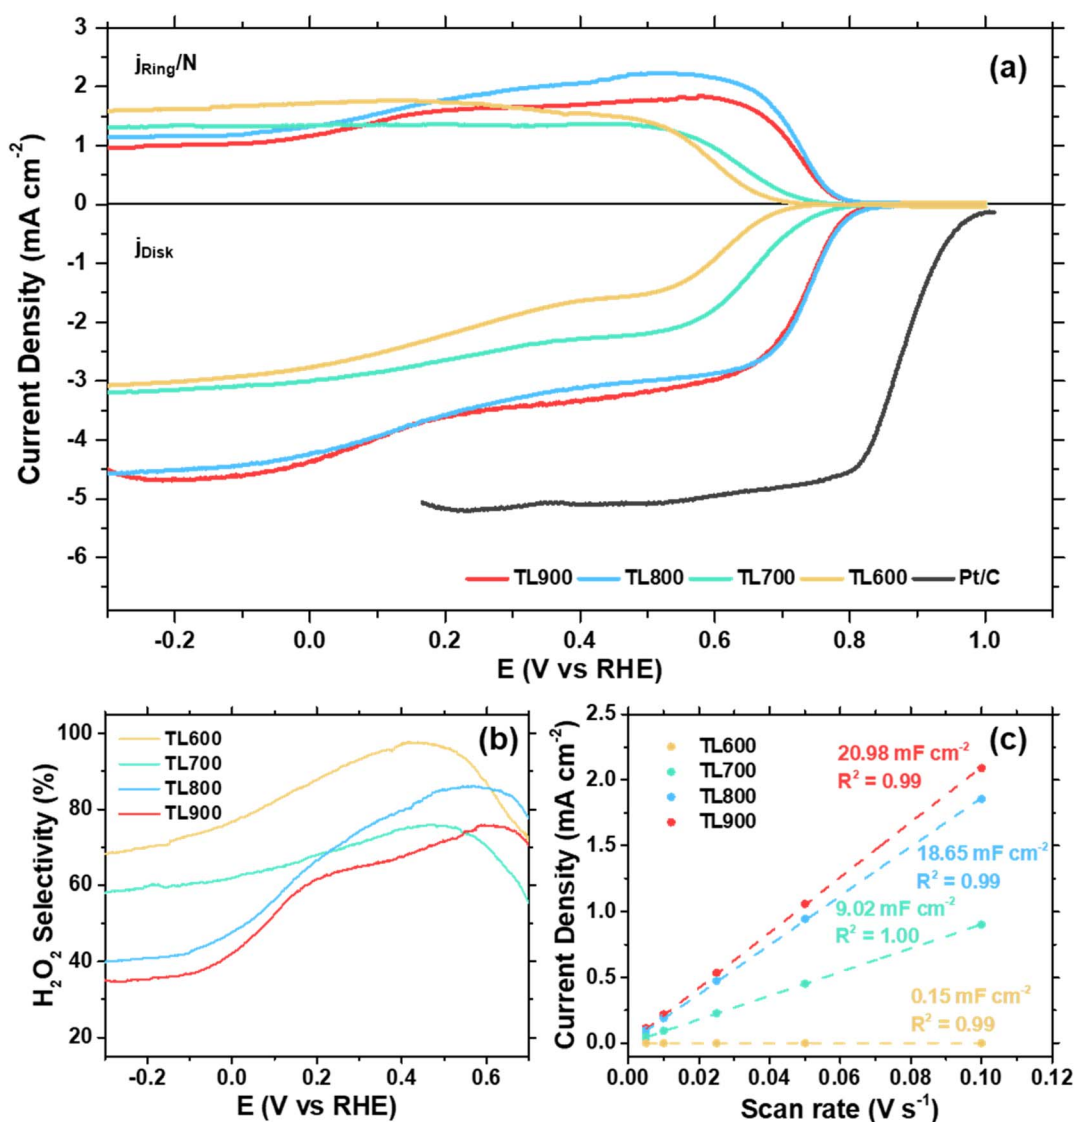 (a)
j_Ring/N
j_Disk
Current Density (mA cm⁻²)
3
2
1
0
-1
-2
-3
-4
-5
-6
TL900 TL800 TL700 TL600 Pt/C
-0.2 0.0 0.2 0.4 0.6 0.8 1.0
E (V vs RHE)
(b)
TL600
TL700
TL800
TL900
H₂O₂ Selectivity (%)
100
80
60
40
20
-0.2 0.0 0.2 0.4 0.6
E (V vs RHE)
(c)
TL600
TL700
TL800
TL900
20.98 mF cm⁻²
R² = 0.99
18.65 mF cm⁻²
R² = 0.99
9.02 mF cm⁻²
R² = 1.00
0.15 mF cm⁻²
R² = 0.99
Current Density (mA cm⁻²)
2.5
2.0
1.5
1.0
0.5
0.0
0.00 0.02 0.04 0.06 0.08 0.10 0.12
Scan rate (V s⁻¹)